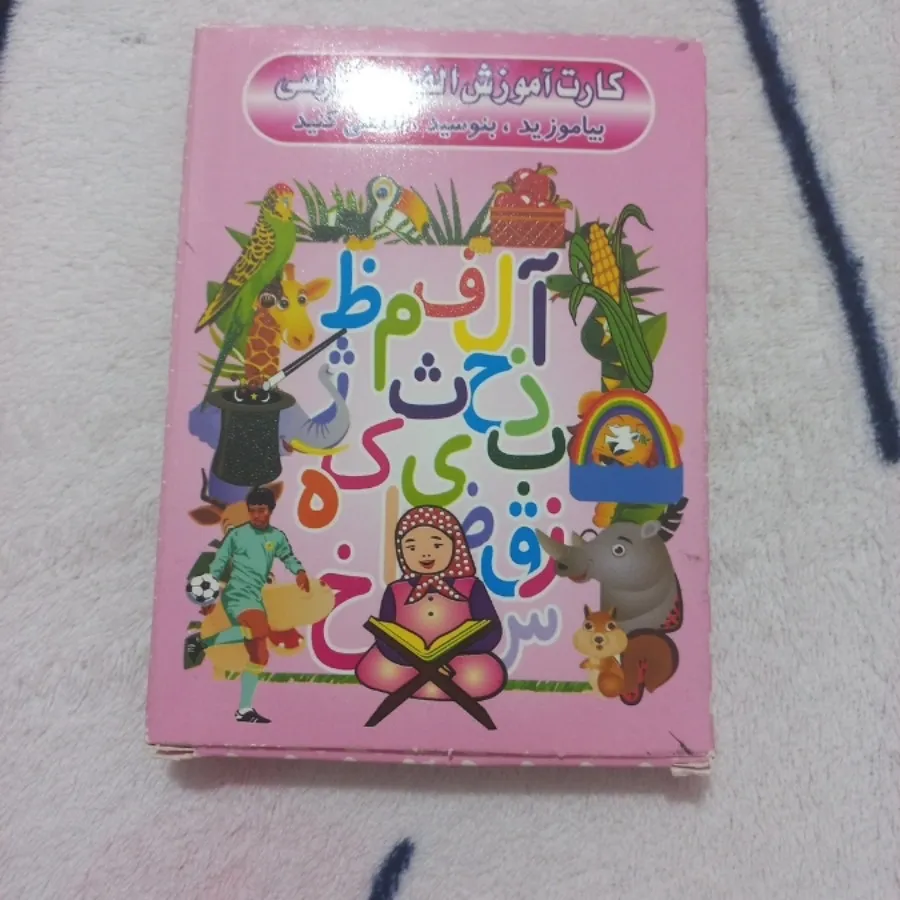 کارت آموزش
بیاموزید ، بنوسید کنید
آ ل ف م ظ
ذ ح ث ژ
ب ی ک
ز ق ا ه
س خ